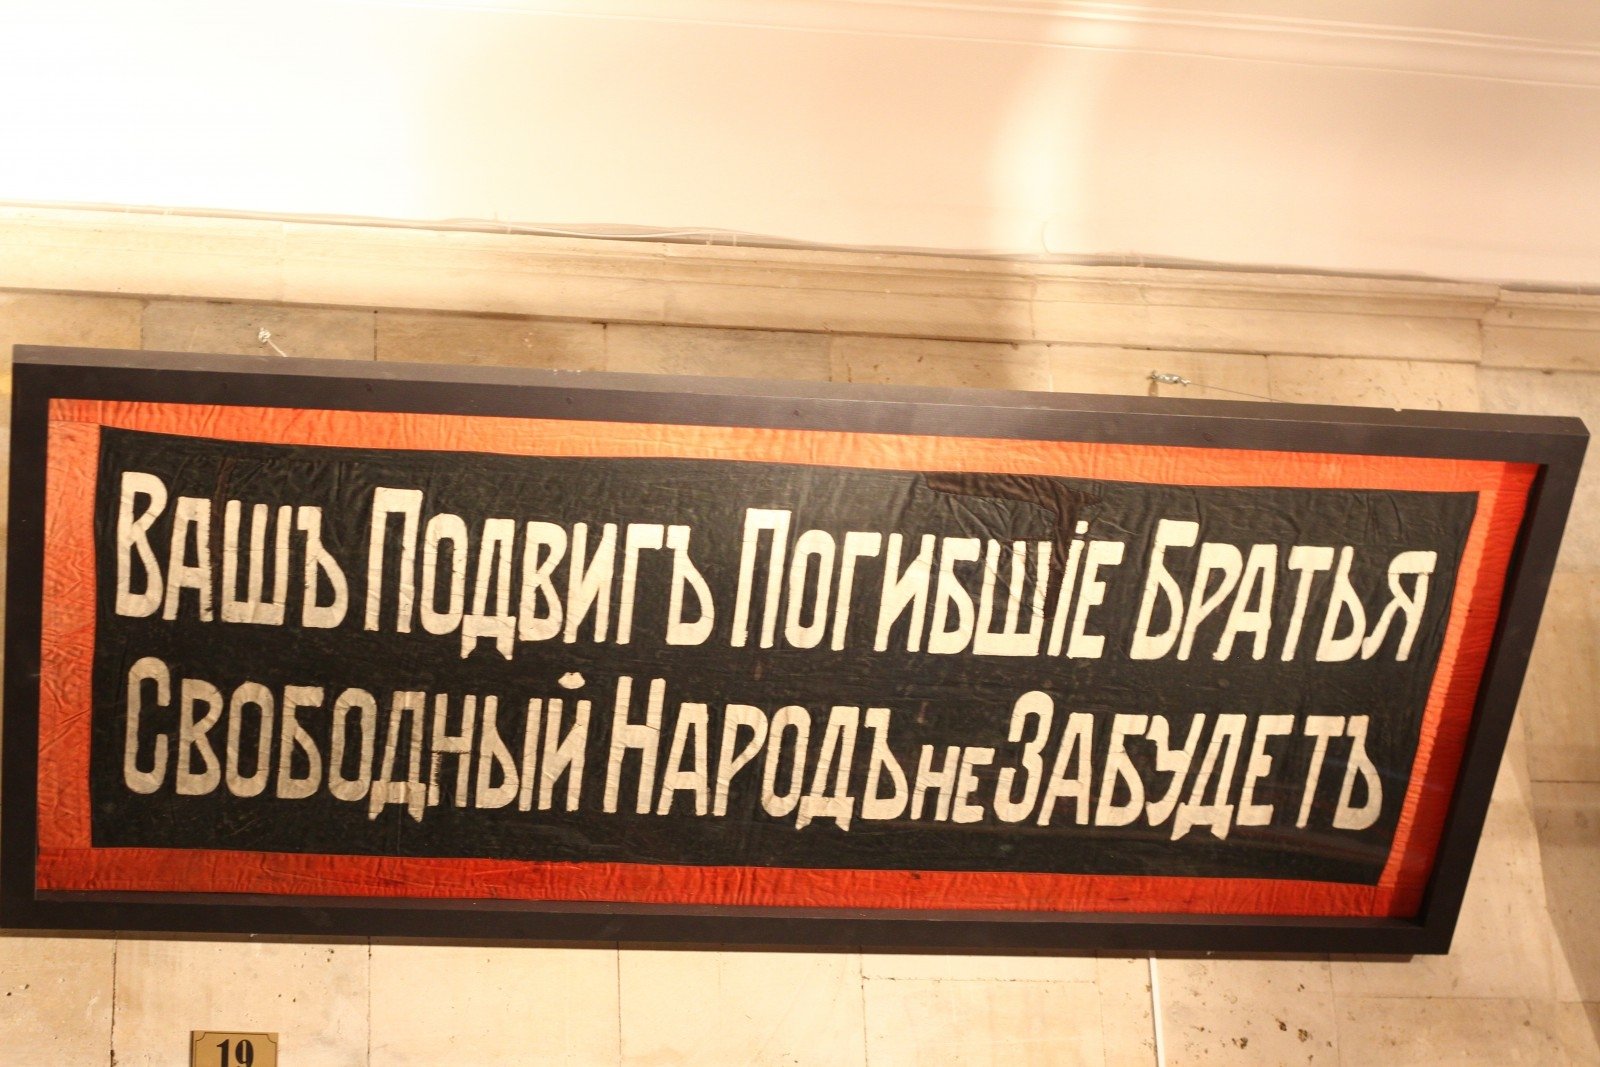 Вашъ Подвигъ Погибшіе Братья
Свободный Народъ не Забудетъ
19